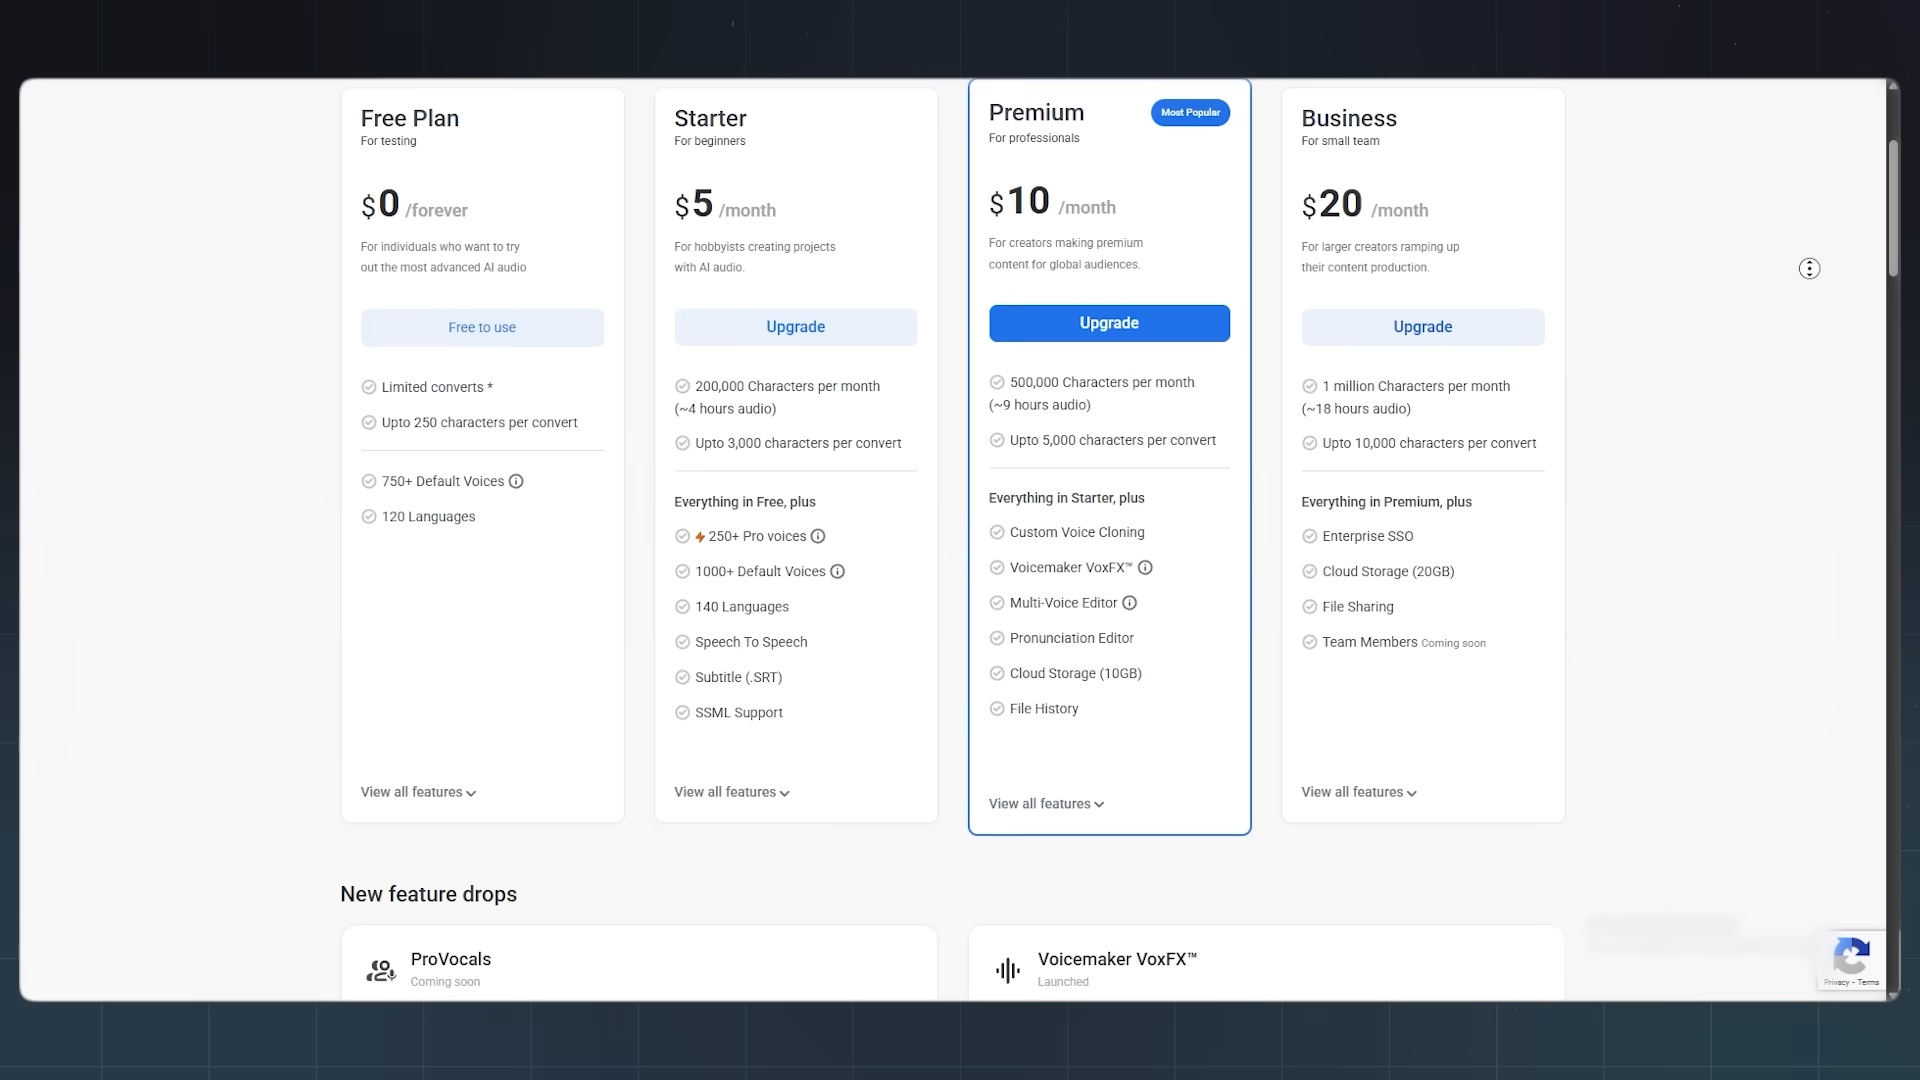 Free Plan
For testing
$0 /forever
For individuals who want to try
out the most advanced AI audio
Free to use
Limited converts *
Upto 250 characters per convert
750+ Default Voices
120 Languages
View all features
Starter
For beginners
$5 /month
For hobbyists creating projects
with AI audio.
Upgrade
200,000 Characters per month
(~4 hours audio)
Upto 3,000 characters per convert
Everything in Free, plus
250+ Pro voices
1000+ Default Voices
140 Languages
Speech To Speech
Subtitle (.SRT)
SSML Support
View all features
Premium
Most Popular
For professionals
$10 /month
For creators making premium
content for global audiences.
Upgrade
500,000 Characters per month
(~9 hours audio)
Upto 5,000 characters per convert
Everything in Starter, plus
Custom Voice Cloning
Voicemaker VoxFX™
Multi-Voice Editor
Pronunciation Editor
Cloud Storage (10GB)
File History
View all features
Business
For small team
$20 /month
For larger creators ramping up
their content production.
Upgrade
1 million Characters per month
(~18 hours audio)
Upto 10,000 characters per convert
Everything in Premium, plus
Enterprise SSO
Cloud Storage (20GB)
File Sharing
Team Members Coming soon
View all features
New feature drops
ProVocals
Coming soon
Voicemaker VoxFX™
Launched
Privacy - Terms